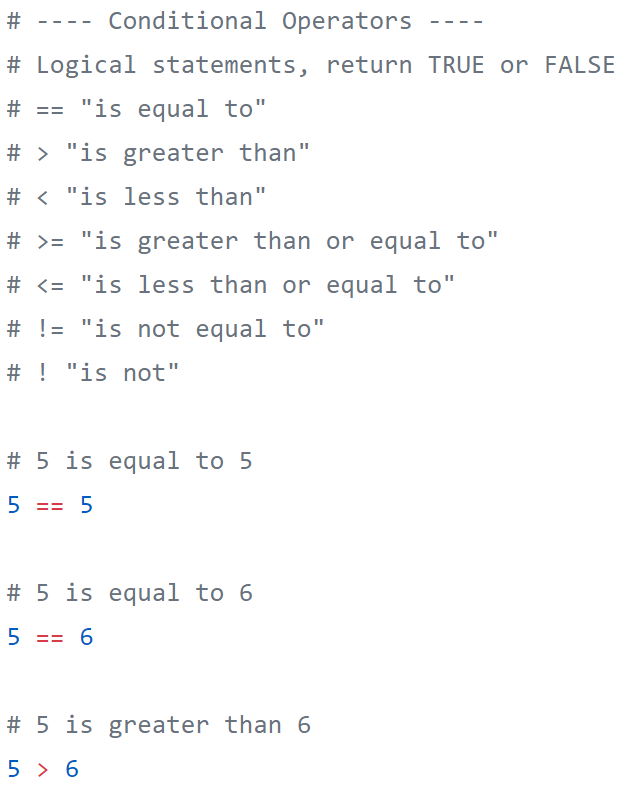 # ---- Conditional Operators ----
# Logical statements, return TRUE or FALSE
# == "is equal to"
# > "is greater than"
# < "is less than"
# >= "is greater than or equal to"
# <= "is less than or equal to"
# != "is not equal to"
# ! "is not"
# 5 is equal to 5
5 == 5
# 5 is equal to 6
5 == 6
# 5 is greater than 6
5 > 6